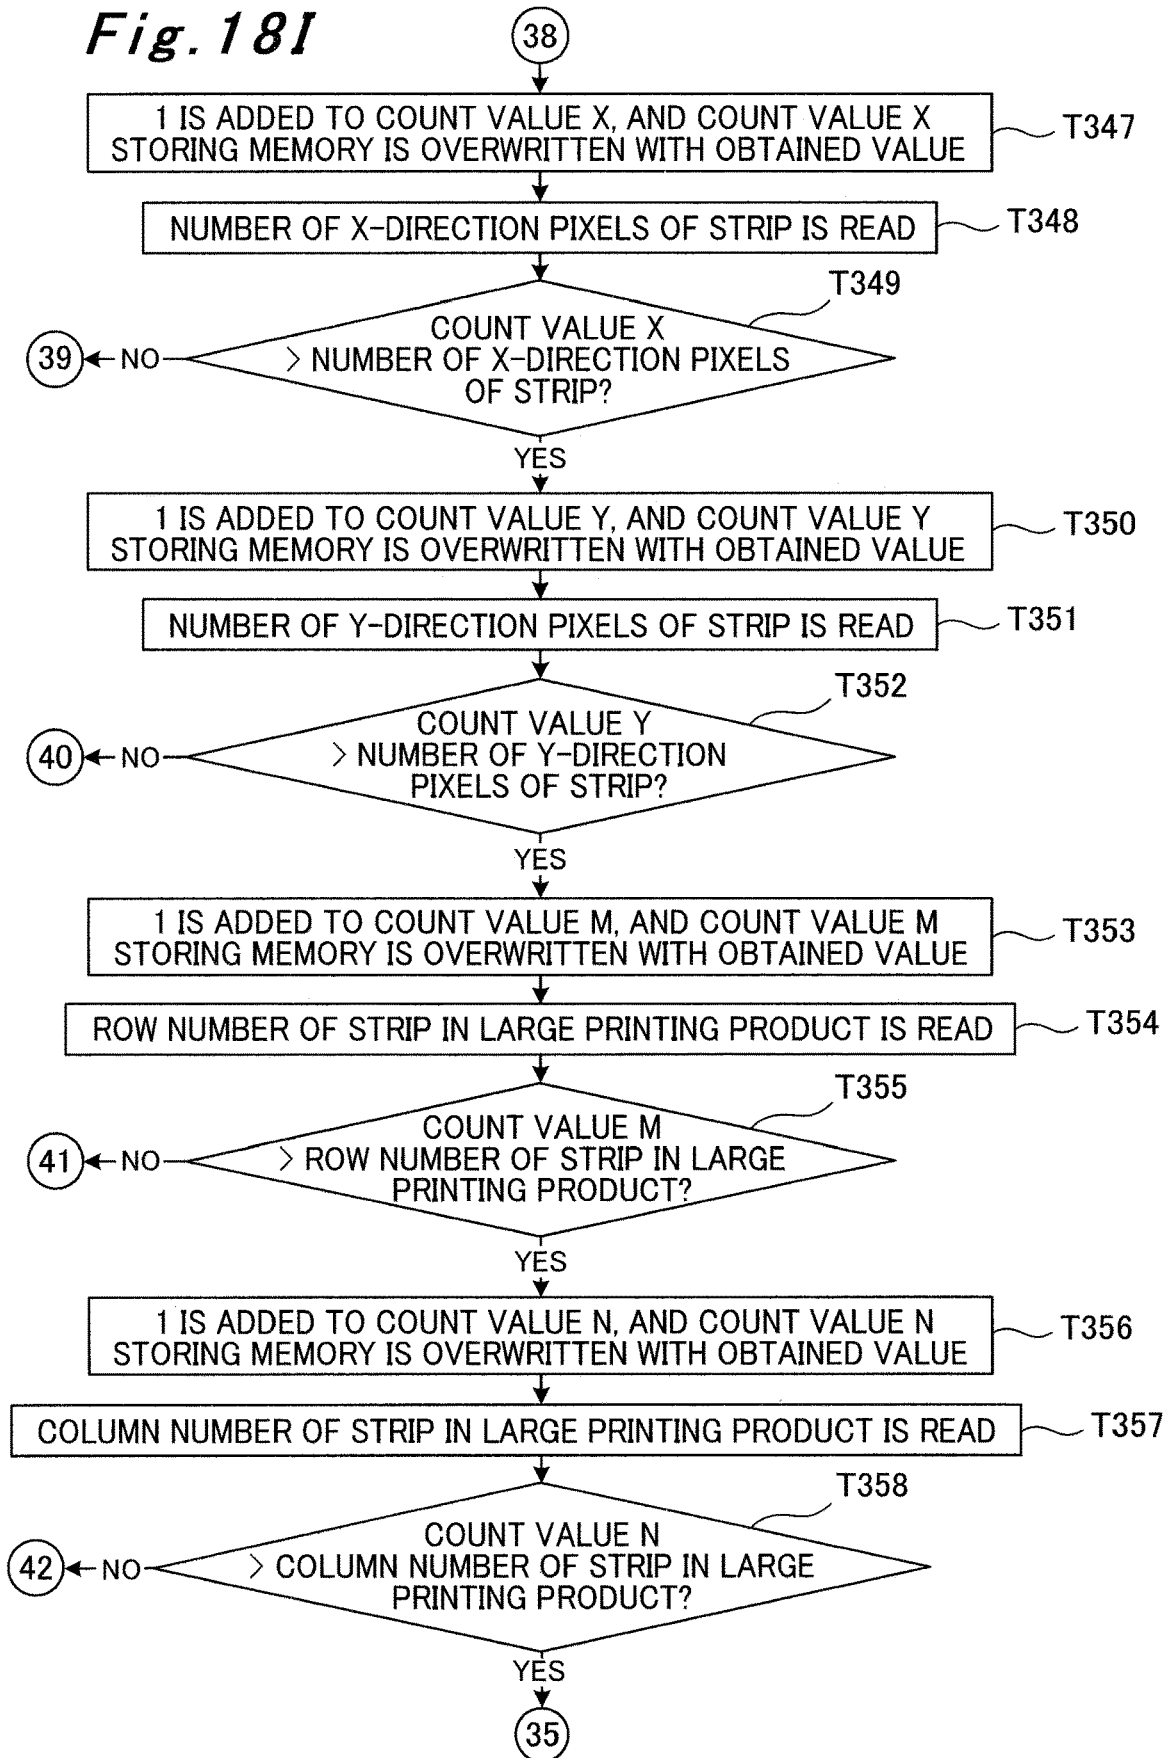 Fig. 18I
38
1 IS ADDED TO COUNT VALUE X, AND COUNT VALUE X
STORING MEMORY IS OVERWRITTEN WITH OBTAINED VALUE
T347
NUMBER OF X-DIRECTION PIXELS OF STRIP IS READ
T348
T349
COUNT VALUE X
> NUMBER OF X-DIRECTION PIXELS
OF STRIP?
NO
39
YES
1 IS ADDED TO COUNT VALUE Y, AND COUNT VALUE Y
STORING MEMORY IS OVERWRITTEN WITH OBTAINED VALUE
T350
NUMBER OF Y-DIRECTION PIXELS OF STRIP IS READ
T351
T352
COUNT VALUE Y
> NUMBER OF Y-DIRECTION
PIXELS OF STRIP?
NO
40
YES
1 IS ADDED TO COUNT VALUE M, AND COUNT VALUE M
STORING MEMORY IS OVERWRITTEN WITH OBTAINED VALUE
T353
ROW NUMBER OF STRIP IN LARGE PRINTING PRODUCT IS READ
T354
T355
COUNT VALUE M
> ROW NUMBER OF STRIP IN LARGE
PRINTING PRODUCT?
NO
41
YES
1 IS ADDED TO COUNT VALUE N, AND COUNT VALUE N
STORING MEMORY IS OVERWRITTEN WITH OBTAINED VALUE
T356
COLUMN NUMBER OF STRIP IN LARGE PRINTING PRODUCT IS READ
T357
T358
COUNT VALUE N
> COLUMN NUMBER OF STRIP IN LARGE
PRINTING PRODUCT?
NO
42
YES
35